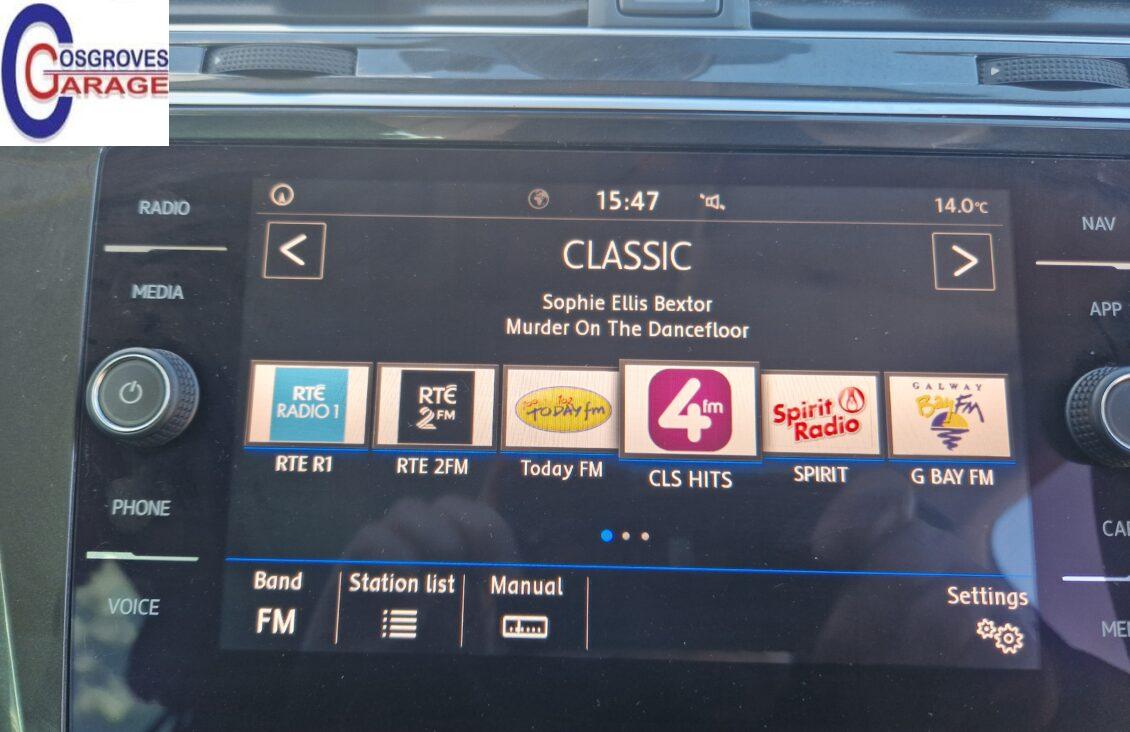 COSGROVES
GARAGE
RADIO
MEDIA
PHONE
VOICE
15:47
14.0°C
<
CLASSIC
>
Sophie Ellis Bextor
Murder On The Dancefloor
RTÉ
RADIO 1
RTÉ
2FM
TODAY fm
4fm
Spirit
Radio
GALWAY
Bay Fm
RTE R1
RTE 2FM
Today FM
CLS HITS
SPIRIT
G BAY FM
Band
FM
Station list
Manual
Settings
NAV
APP